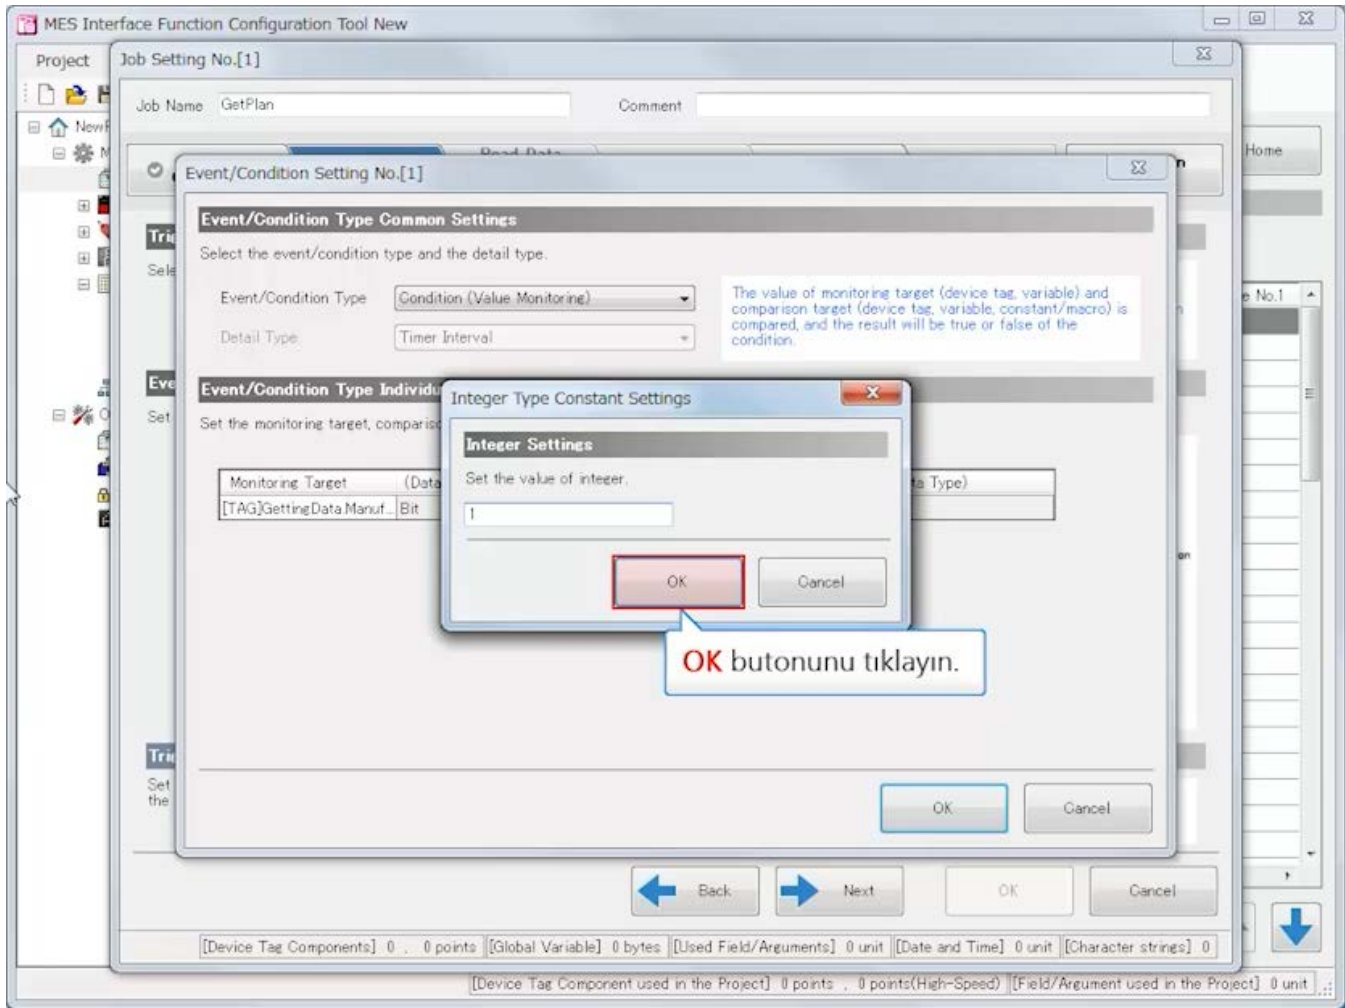 MES Interface Function Configuration Tool New
Project
Job Setting No.[1]
Job Name GetPlan Comment
Home
Event/Condition Setting No.[1]
Event/Condition Type Common Settings
Select the event/condition type and the detail type.
Event/Condition Type Condition (Value Monitoring)
The value of monitoring target (device tag, variable) and
comparison target (device tag, variable, constant/macro) is
compared, and the result will be true or false of the
condition.
Detail Type Timer Interval
e No.1
Event/Condition Type Individu
Set the monitoring target, comparis
Set
Monitoring Target (Data
a Type)
[TAG]GettingData.Manuf... Bit
Integer Type Constant Settings
Integer Settings
Set the value of integer.
1
OK Cancel
OK butonunu tıklayın.
Set
the
OK Cancel
Back Next OK Cancel
[Device Tag Components] 0 , 0 points [Global Variable] 0 bytes [Used Field/Arguments] 0 unit [Date and Time] 0 unit [Character strings] 0
[Device Tag Component used in the Project] 0 points , 0 points(High-Speed) [Field/Argument used in the Project] 0 unit